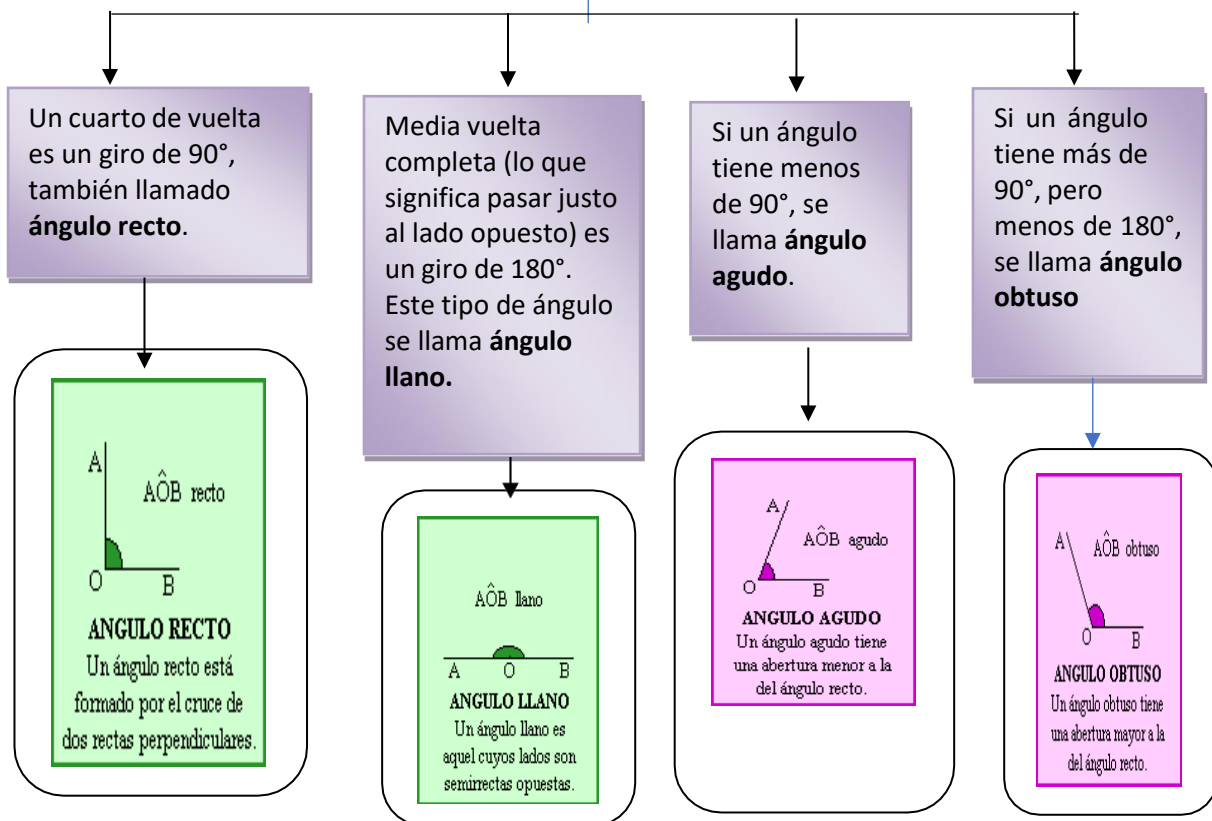 Un cuarto de vuelta
es un giro de 90°,
también llamado
ángulo recto.
Media vuelta
completa (lo que
significa pasar justo
al lado opuesto) es
un giro de 180°.
Este tipo de ángulo
se llama ángulo
llano.
Si un ángulo
tiene menos
de 90°, se
llama ángulo
agudo.
Si un ángulo
tiene más de
90°, pero
menos de 180°,
se llama ángulo
obtuso
A
AÔB recto
O B
ANGULO RECTO
Un ángulo recto está
formado por el cruce de
dos rectas perpendiculares.
AÔB llano
A O B
ANGULO LLANO
Un ángulo llano es
aquel cuyos lados son
semirrectas opuestas.
A
AÔB agudo
O B
ANGULO AGUDO
Un ángulo agudo tiene
una abertura menor a la
del ángulo recto.
A
AÔB obtuso
O B
ANGULO OBTUSO
Un ángulo obtuso tiene
una abertura mayor a la
del ángulo recto.